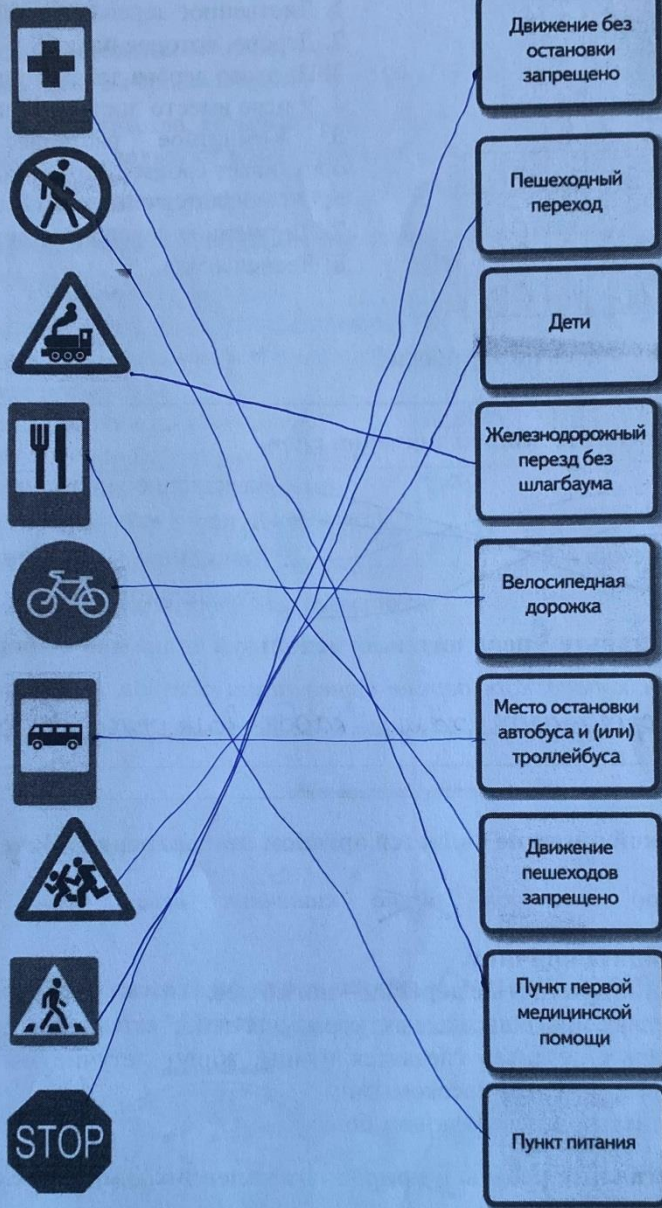 Движение без
остановки
запрещено
Пешеходный
переход
Дети
Железнодорожный
перезд без
шлагбаума
Велосипедная
дорожка
Место остановки
автобуса и (или)
троллейбуса
Движение
пешеходов
запрещено
Пункт первой
медицинской
помощи
STOP
Пункт питания